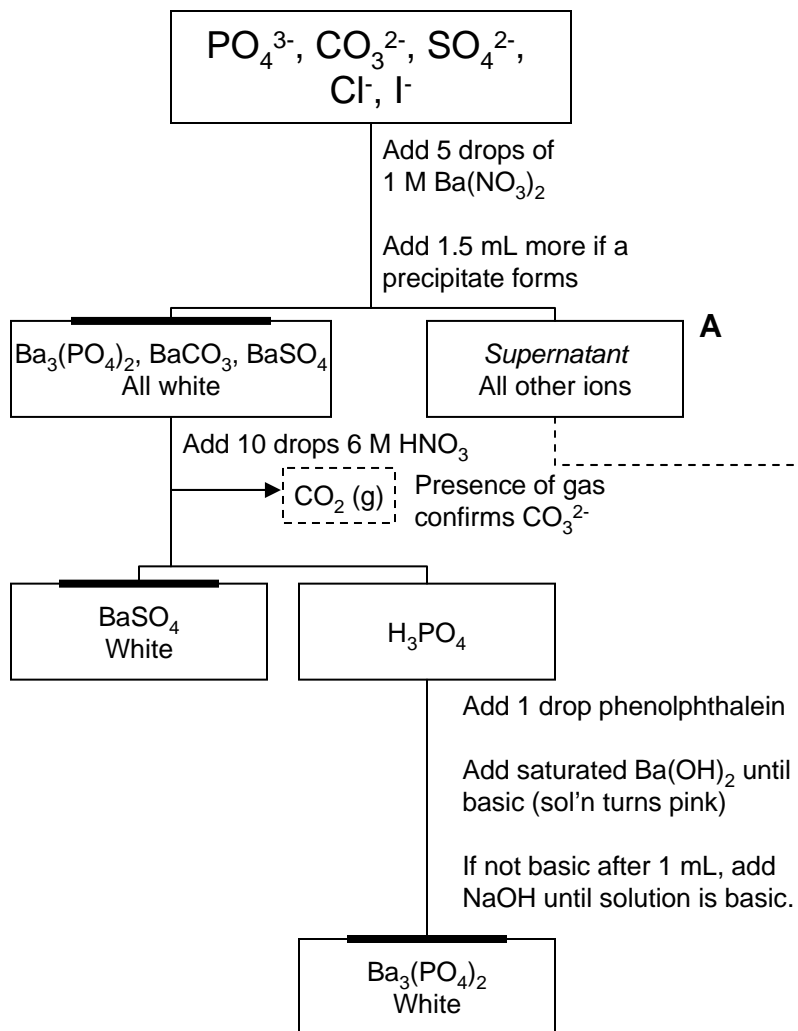 PO₄³⁻, CO₃²⁻, SO₄²⁻,
Cl⁻, I⁻
Add 5 drops of
1 M Ba(NO₃)₂
Add 1.5 mL more if a
precipitate forms
Ba₃(PO₄)₂, BaCO₃, BaSO₄
All white
Supernatant
All other ions
A
Add 10 drops 6 M HNO₃
CO₂ (g)
Presence of gas
confirms CO₃²⁻
BaSO₄
White
H₃PO₄
Add 1 drop phenolphthalein
Add saturated Ba(OH)₂ until
basic (sol’n turns pink)
If not basic after 1 mL, add
NaOH until solution is basic.
Ba₃(PO₄)₂
White